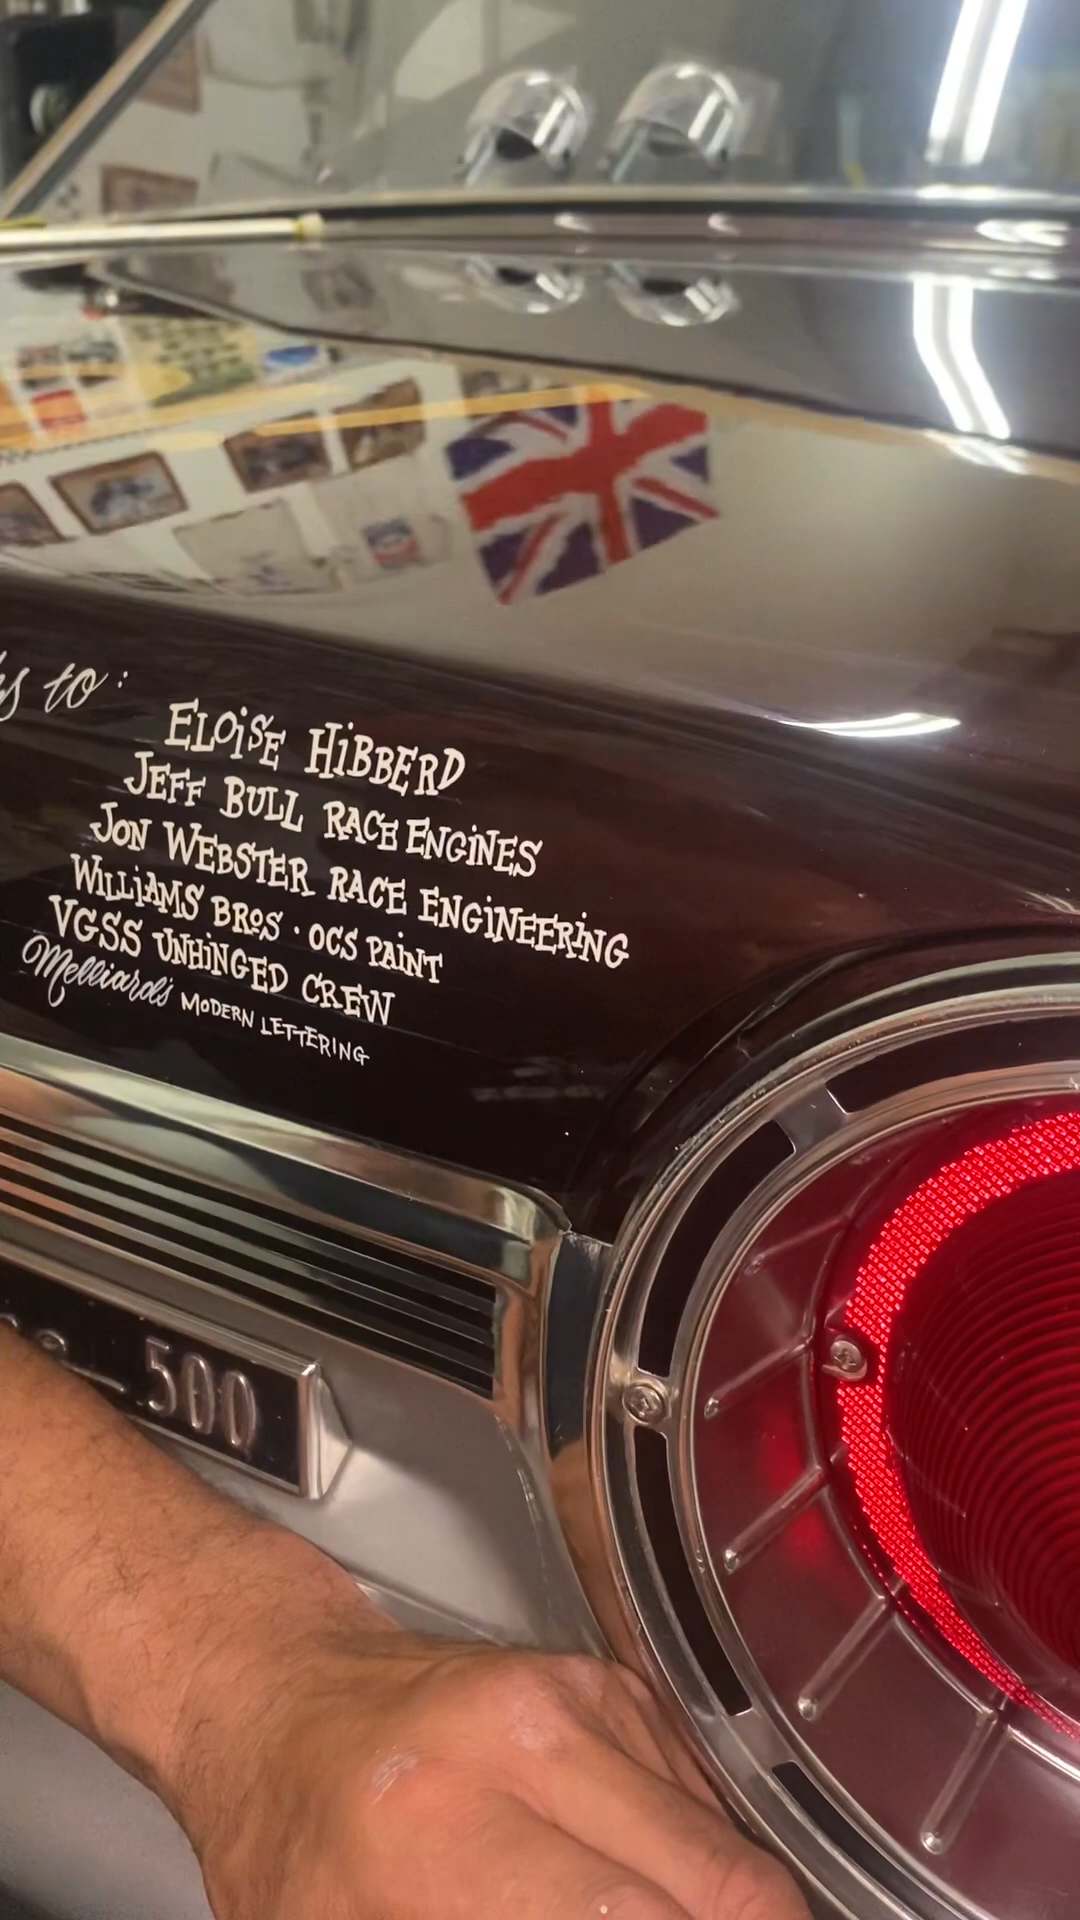 to:
ELOiSE HiBBERD
JEFF BULL RACE ENGiNES
JON WEBSTER RACE ENGiNEERiNG
WiLLiAMS BROS · OCS PAiNT
VGSS UNHiNGED CREW
Melliard's MODERN LETTERING
500